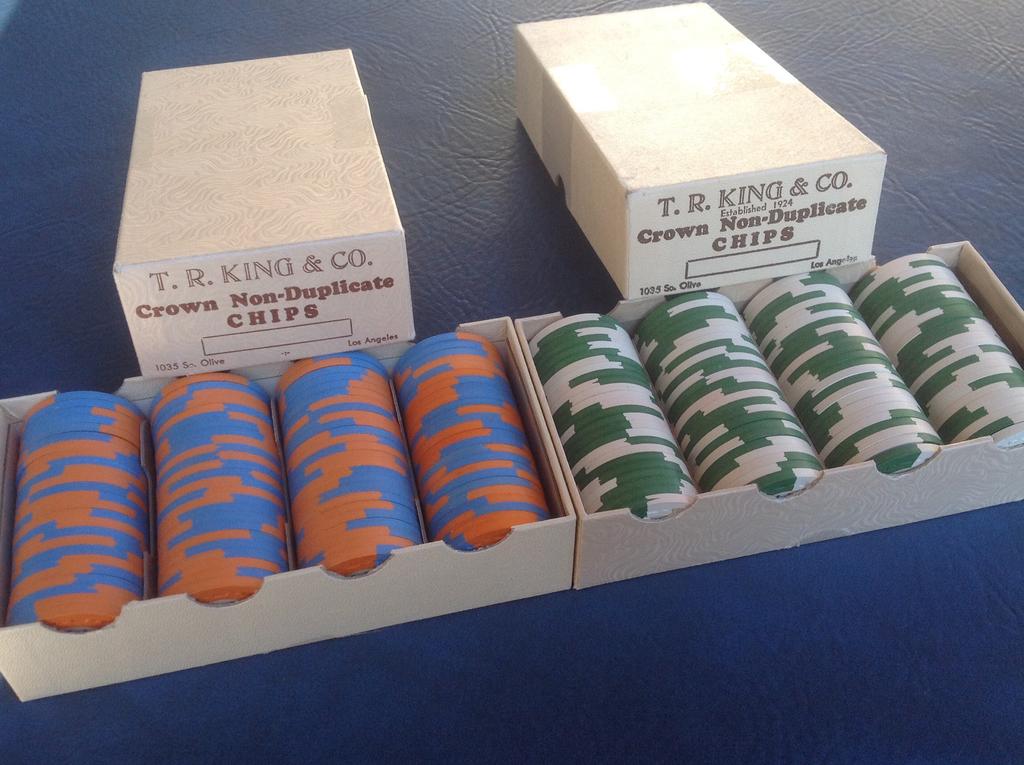 T. R. KING & CO.
Crown Non-Duplicate
CHIPS
1035 So. Olive
Los Angeles
T. R. KING & CO.
Established 1924
Crown Non-Duplicate
CHIPS
1035 So. Olive
Los Angeles